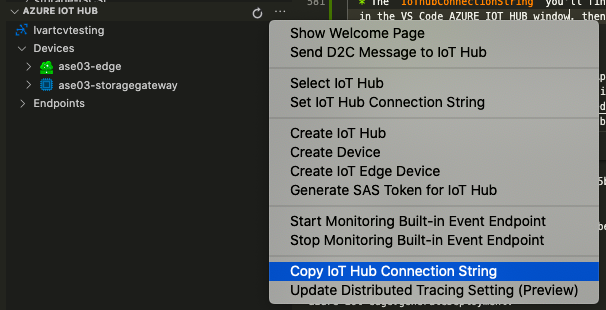 AZURE IOT HUB
lvartcvtesting
Devices
ase03-edge
ase03-storagegateway
Endpoints
581
* The `IoThubConnectionString` you'll fin
in the VS Code AZURE IOT HUB window, then
Show Welcome Page
Send D2C Message to IoT Hub
Select IoT Hub
Set IoT Hub Connection String
Create IoT Hub
Create Device
Create IoT Edge Device
Generate SAS Token for IoT Hub
Start Monitoring Built-in Event Endpoint
Stop Monitoring Built-in Event Endpoint
Copy IoT Hub Connection String
Update Distributed Tracing Setting (Preview)